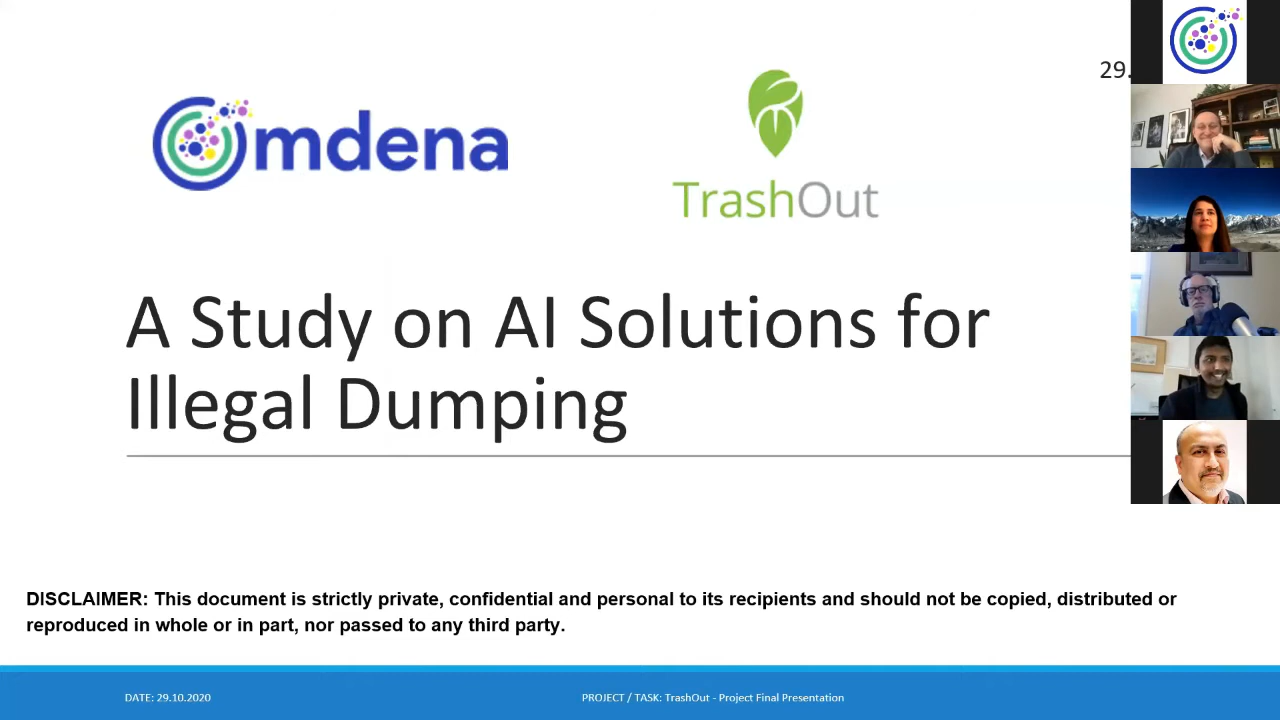 29.
omdena
TrashOut
A Study on AI Solutions for
Illegal Dumping
DISCLAIMER: This document is strictly private, confidential and personal to its recipients and should not be copied, distributed or
reproduced in whole or in part, nor passed to any third party.
DATE: 29.10.2020
PROJECT / TASK: TrashOut - Project Final Presentation